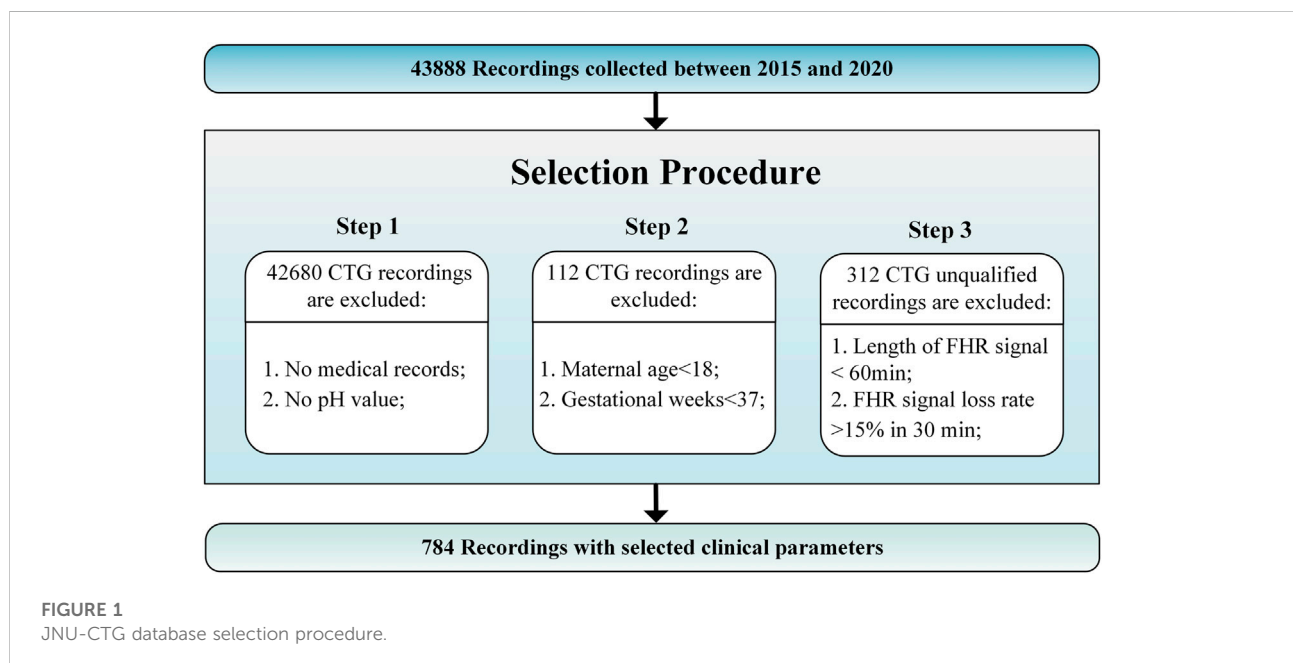 43888 Recordings collected between 2015 and 2020
Selection Procedure
Step 1
42680 CTG recordings
are excluded:
1. No medical records;
2. No pH value;
Step 2
112 CTG recordings are
excluded:
1. Maternal age<18;
2. Gestational weeks<37;
Step 3
312 CTG unqualified
recordings are excluded:
1. Length of FHR signal
< 60min;
2. FHR signal loss rate
>15% in 30 min;
784 Recordings with selected clinical parameters
FIGURE 1
JNU-CTG database selection procedure.